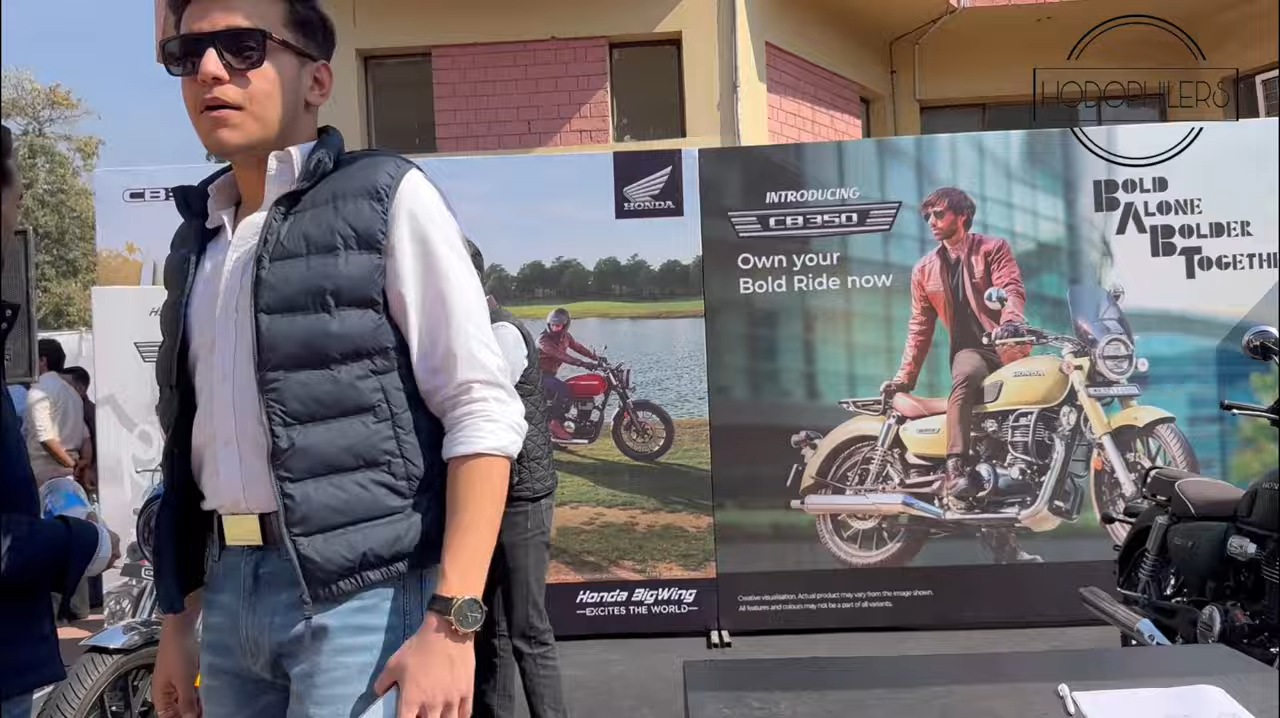 HODOPHILERS
CB
HONDA
INTRODUCING
CB350
Own your
Bold Ride now
BOLD
ALONE
BOLDER
TOGETHE
HONDA
Honda BigWing
EXCITES THE WORLD
Creative visualisation. Actual product may vary from the image shown.
All features and colours may not be a part of all variants.